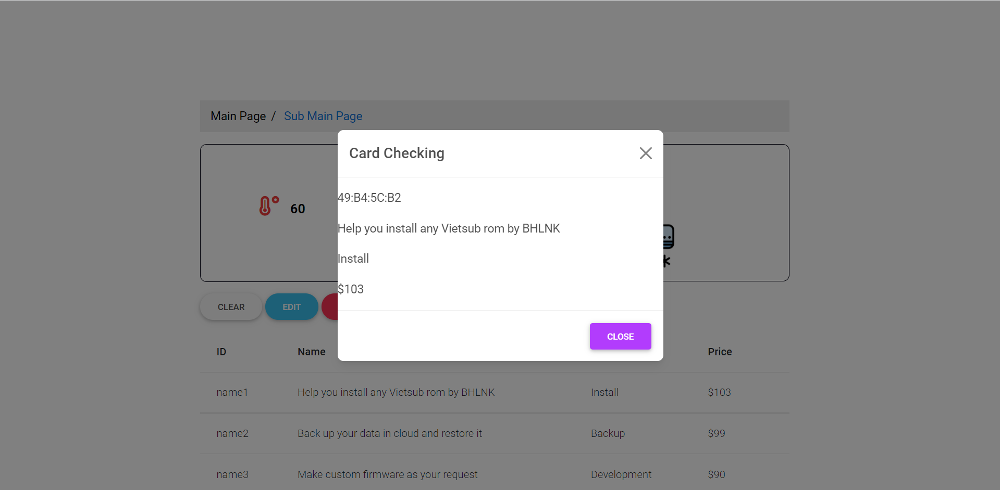 Main Page / Sub Main Page
Card Checking
49:B4:5C:B2
Help you install any Vietsub rom by BHLNK
Install
$103
CLOSE
60
CLEAR EDIT
ID Name Price
name1 Help you install any Vietsub rom by BHLNK Install $103
name2 Back up your data in cloud and restore it Backup $99
name3 Make custom firmware as your request Development $90